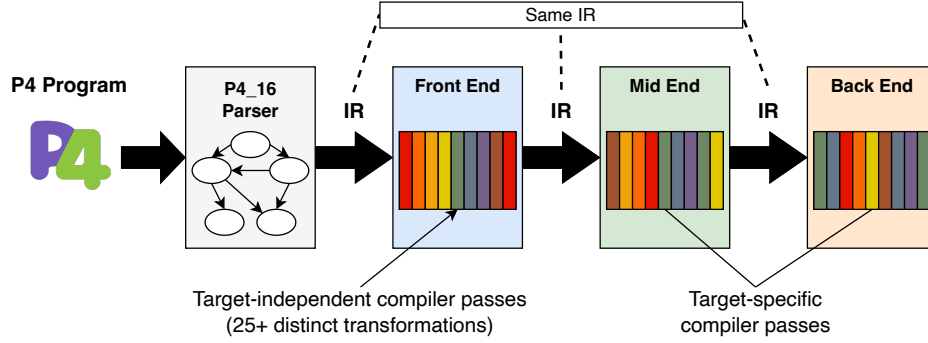 Same IR
P4 Program
P4
P4_16
Parser
IR
Front End
IR
Mid End
IR
Back End
Target-independent compiler passes
(25+ distinct transformations)
Target-specific
compiler passes